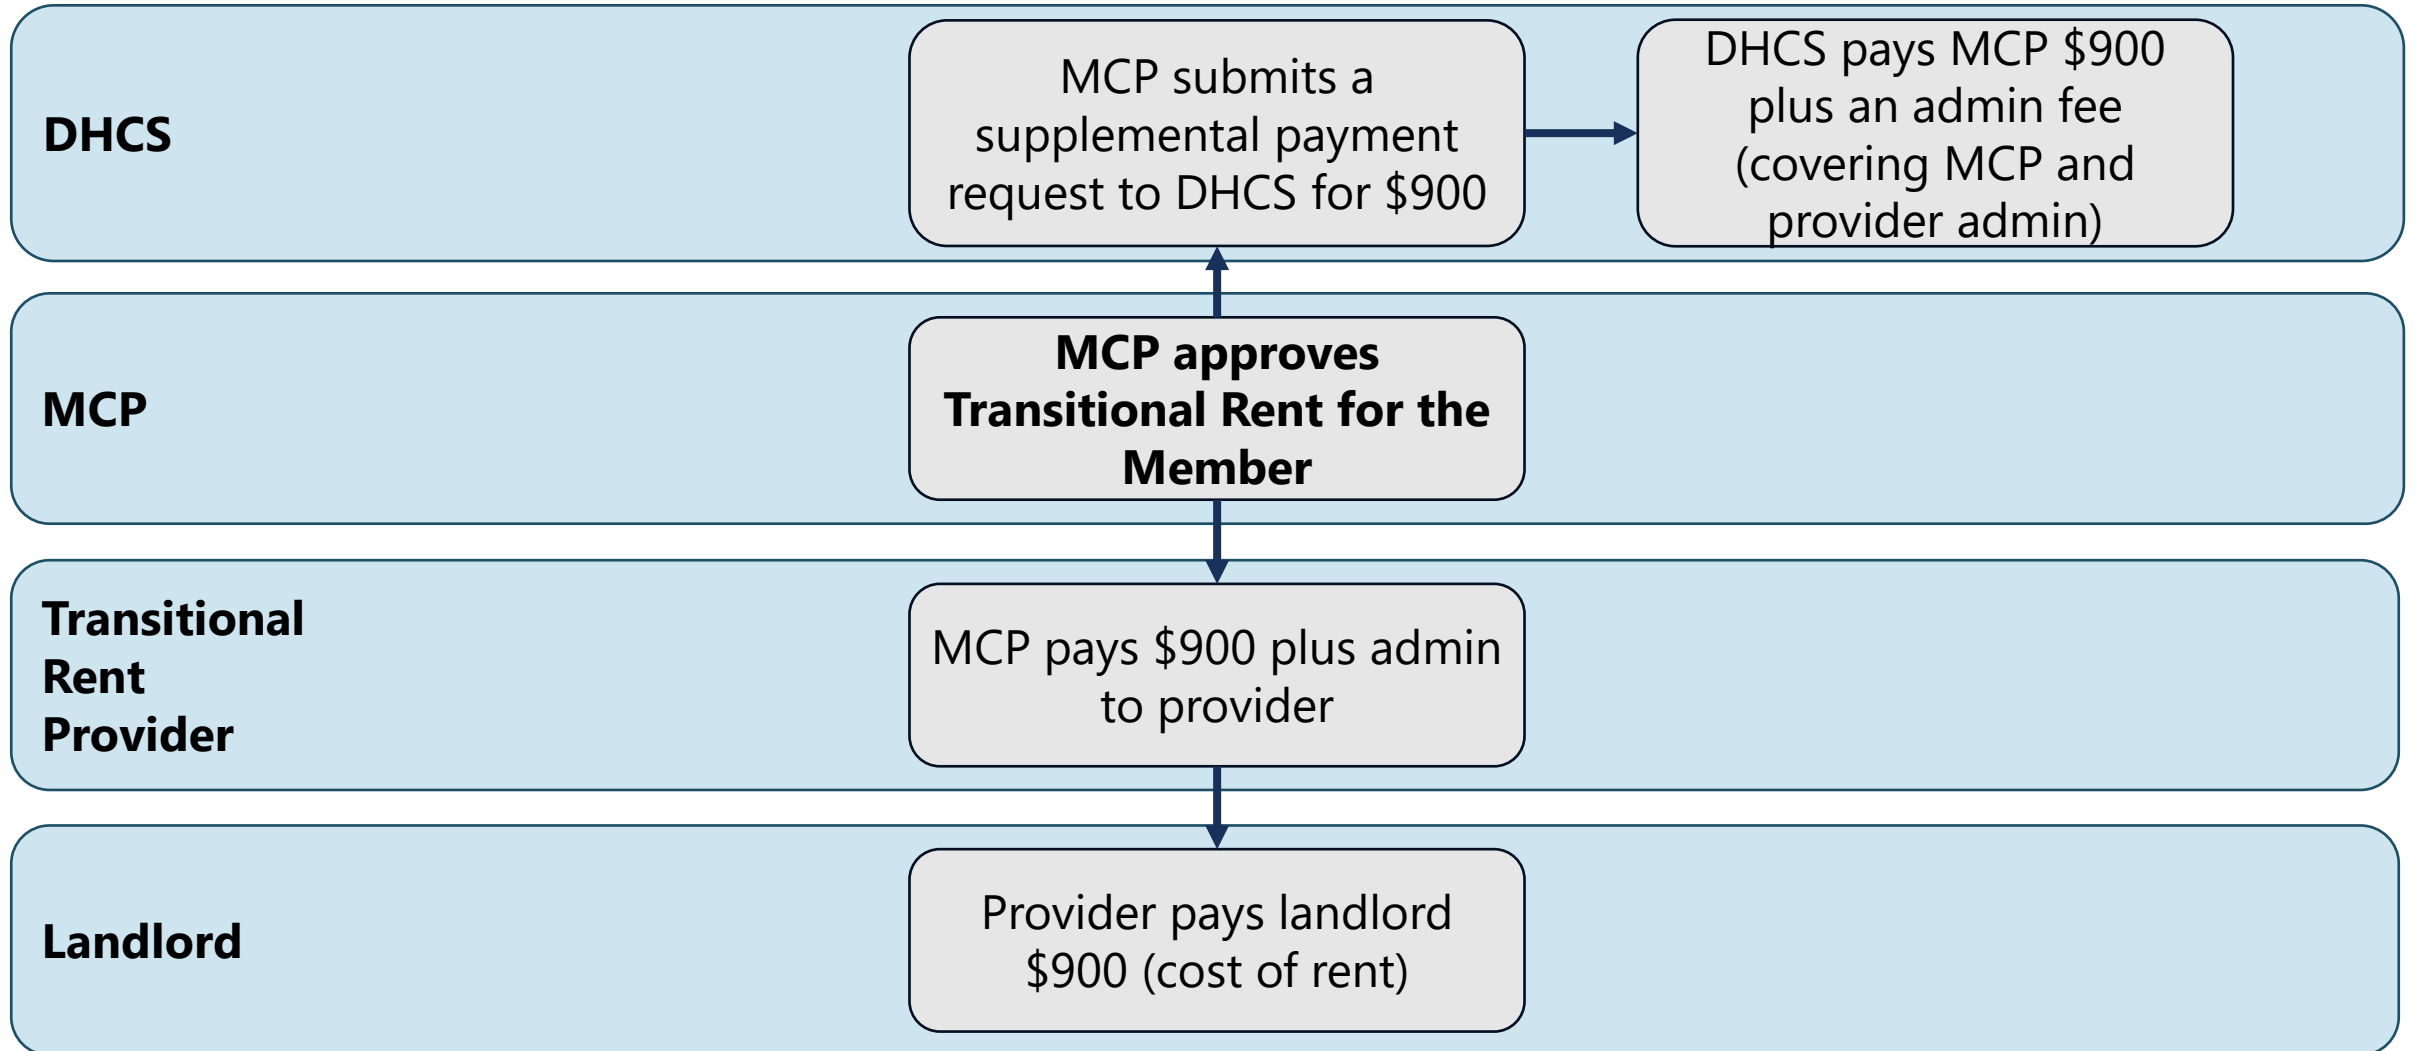 DHCS
MCP submits a
supplemental payment
request to DHCS for $900
DHCS pays MCP $900
plus an admin fee
(covering MCP and
provider admin)
MCP
MCP approves
Transitional Rent for the
Member
Transitional
Rent
Provider
MCP pays $900 plus admin
to provider
Landlord
Provider pays landlord
$900 (cost of rent)